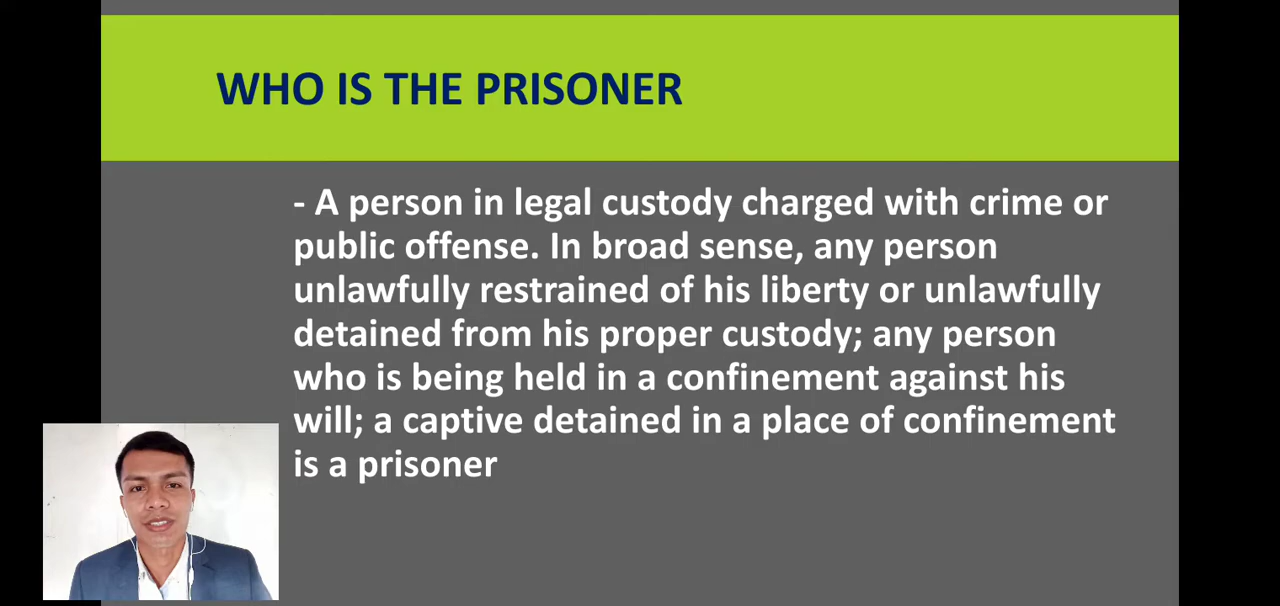 WHO IS THE PRISONER
- A person in legal custody charged with crime or
public offense. In broad sense, any person
unlawfully restrained of his liberty or unlawfully
detained from his proper custody; any person
who is being held in a confinement against his
will; a captive detained in a place of confinement
is a prisoner